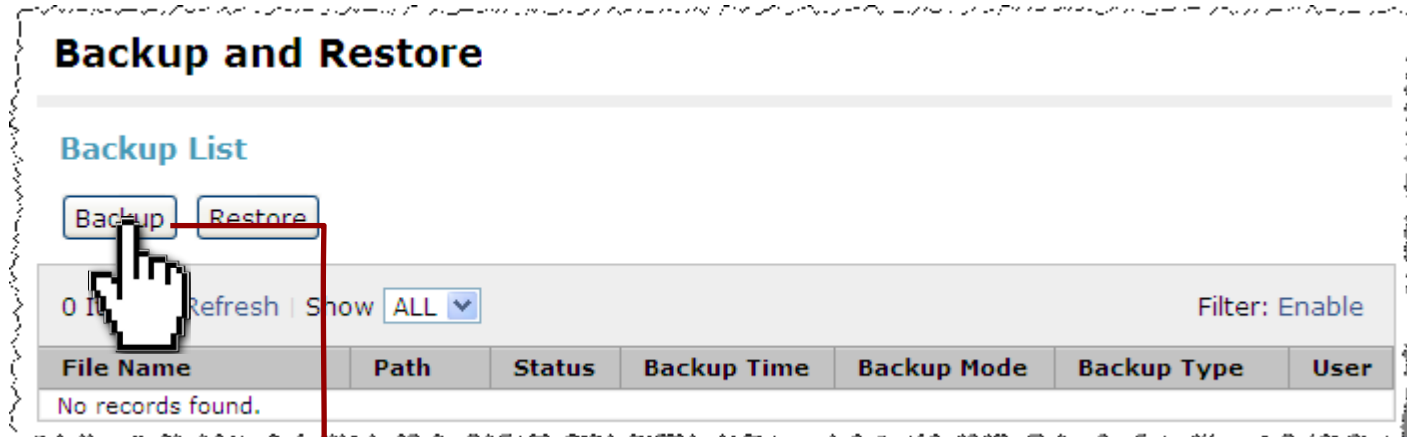 Backup and Restore
Backup List
Backup Restore
0 Refresh | Show ALL Filter: Enable
File Name Path Status Backup Time Backup Mode Backup Type User
No records found.